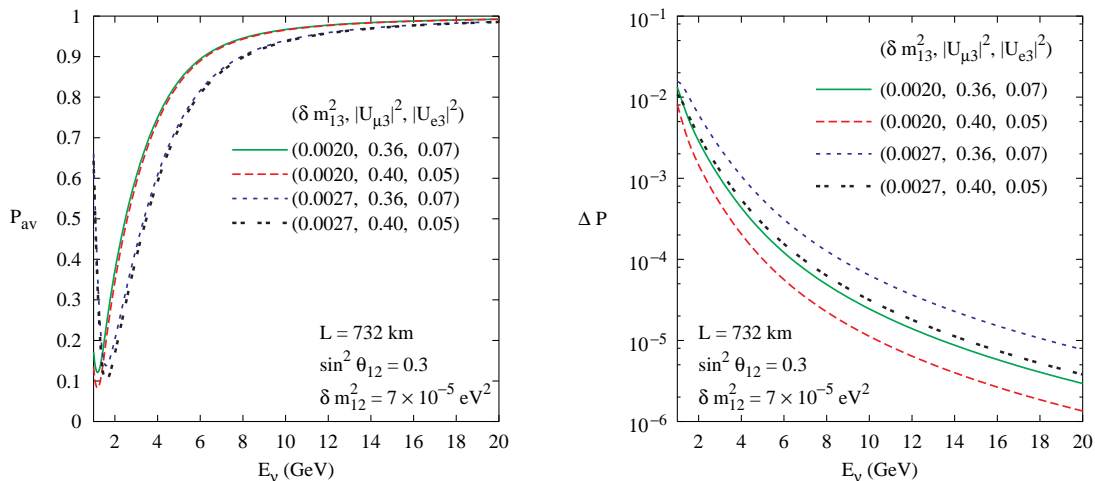 1
0.9
0.8
0.7
0.6
0.5
0.4
0.3
0.2
0.1
0
P_av
(δ m²_13, |U_μ3|², |U_e3|²)
(0.0020, 0.36, 0.07)
(0.0020, 0.40, 0.05)
(0.0027, 0.36, 0.07)
(0.0027, 0.40, 0.05)
L = 732 km
sin² θ_12 = 0.3
δ m²_12 = 7 × 10⁻⁵ eV²
2 4 6 8 10 12 14 16 18 20
E_ν (GeV)
10⁻¹
10⁻²
10⁻³
10⁻⁴
10⁻⁵
10⁻⁶
Δ P
(δ m²_13, |U_μ3|², |U_e3|²)
(0.0020, 0.36, 0.07)
(0.0020, 0.40, 0.05)
(0.0027, 0.36, 0.07)
(0.0027, 0.40, 0.05)
L = 732 km
sin² θ_12 = 0.3
δ m²_12 = 7 × 10⁻⁵ eV²
2 4 6 8 10 12 14 16 18 20
E_ν (GeV)